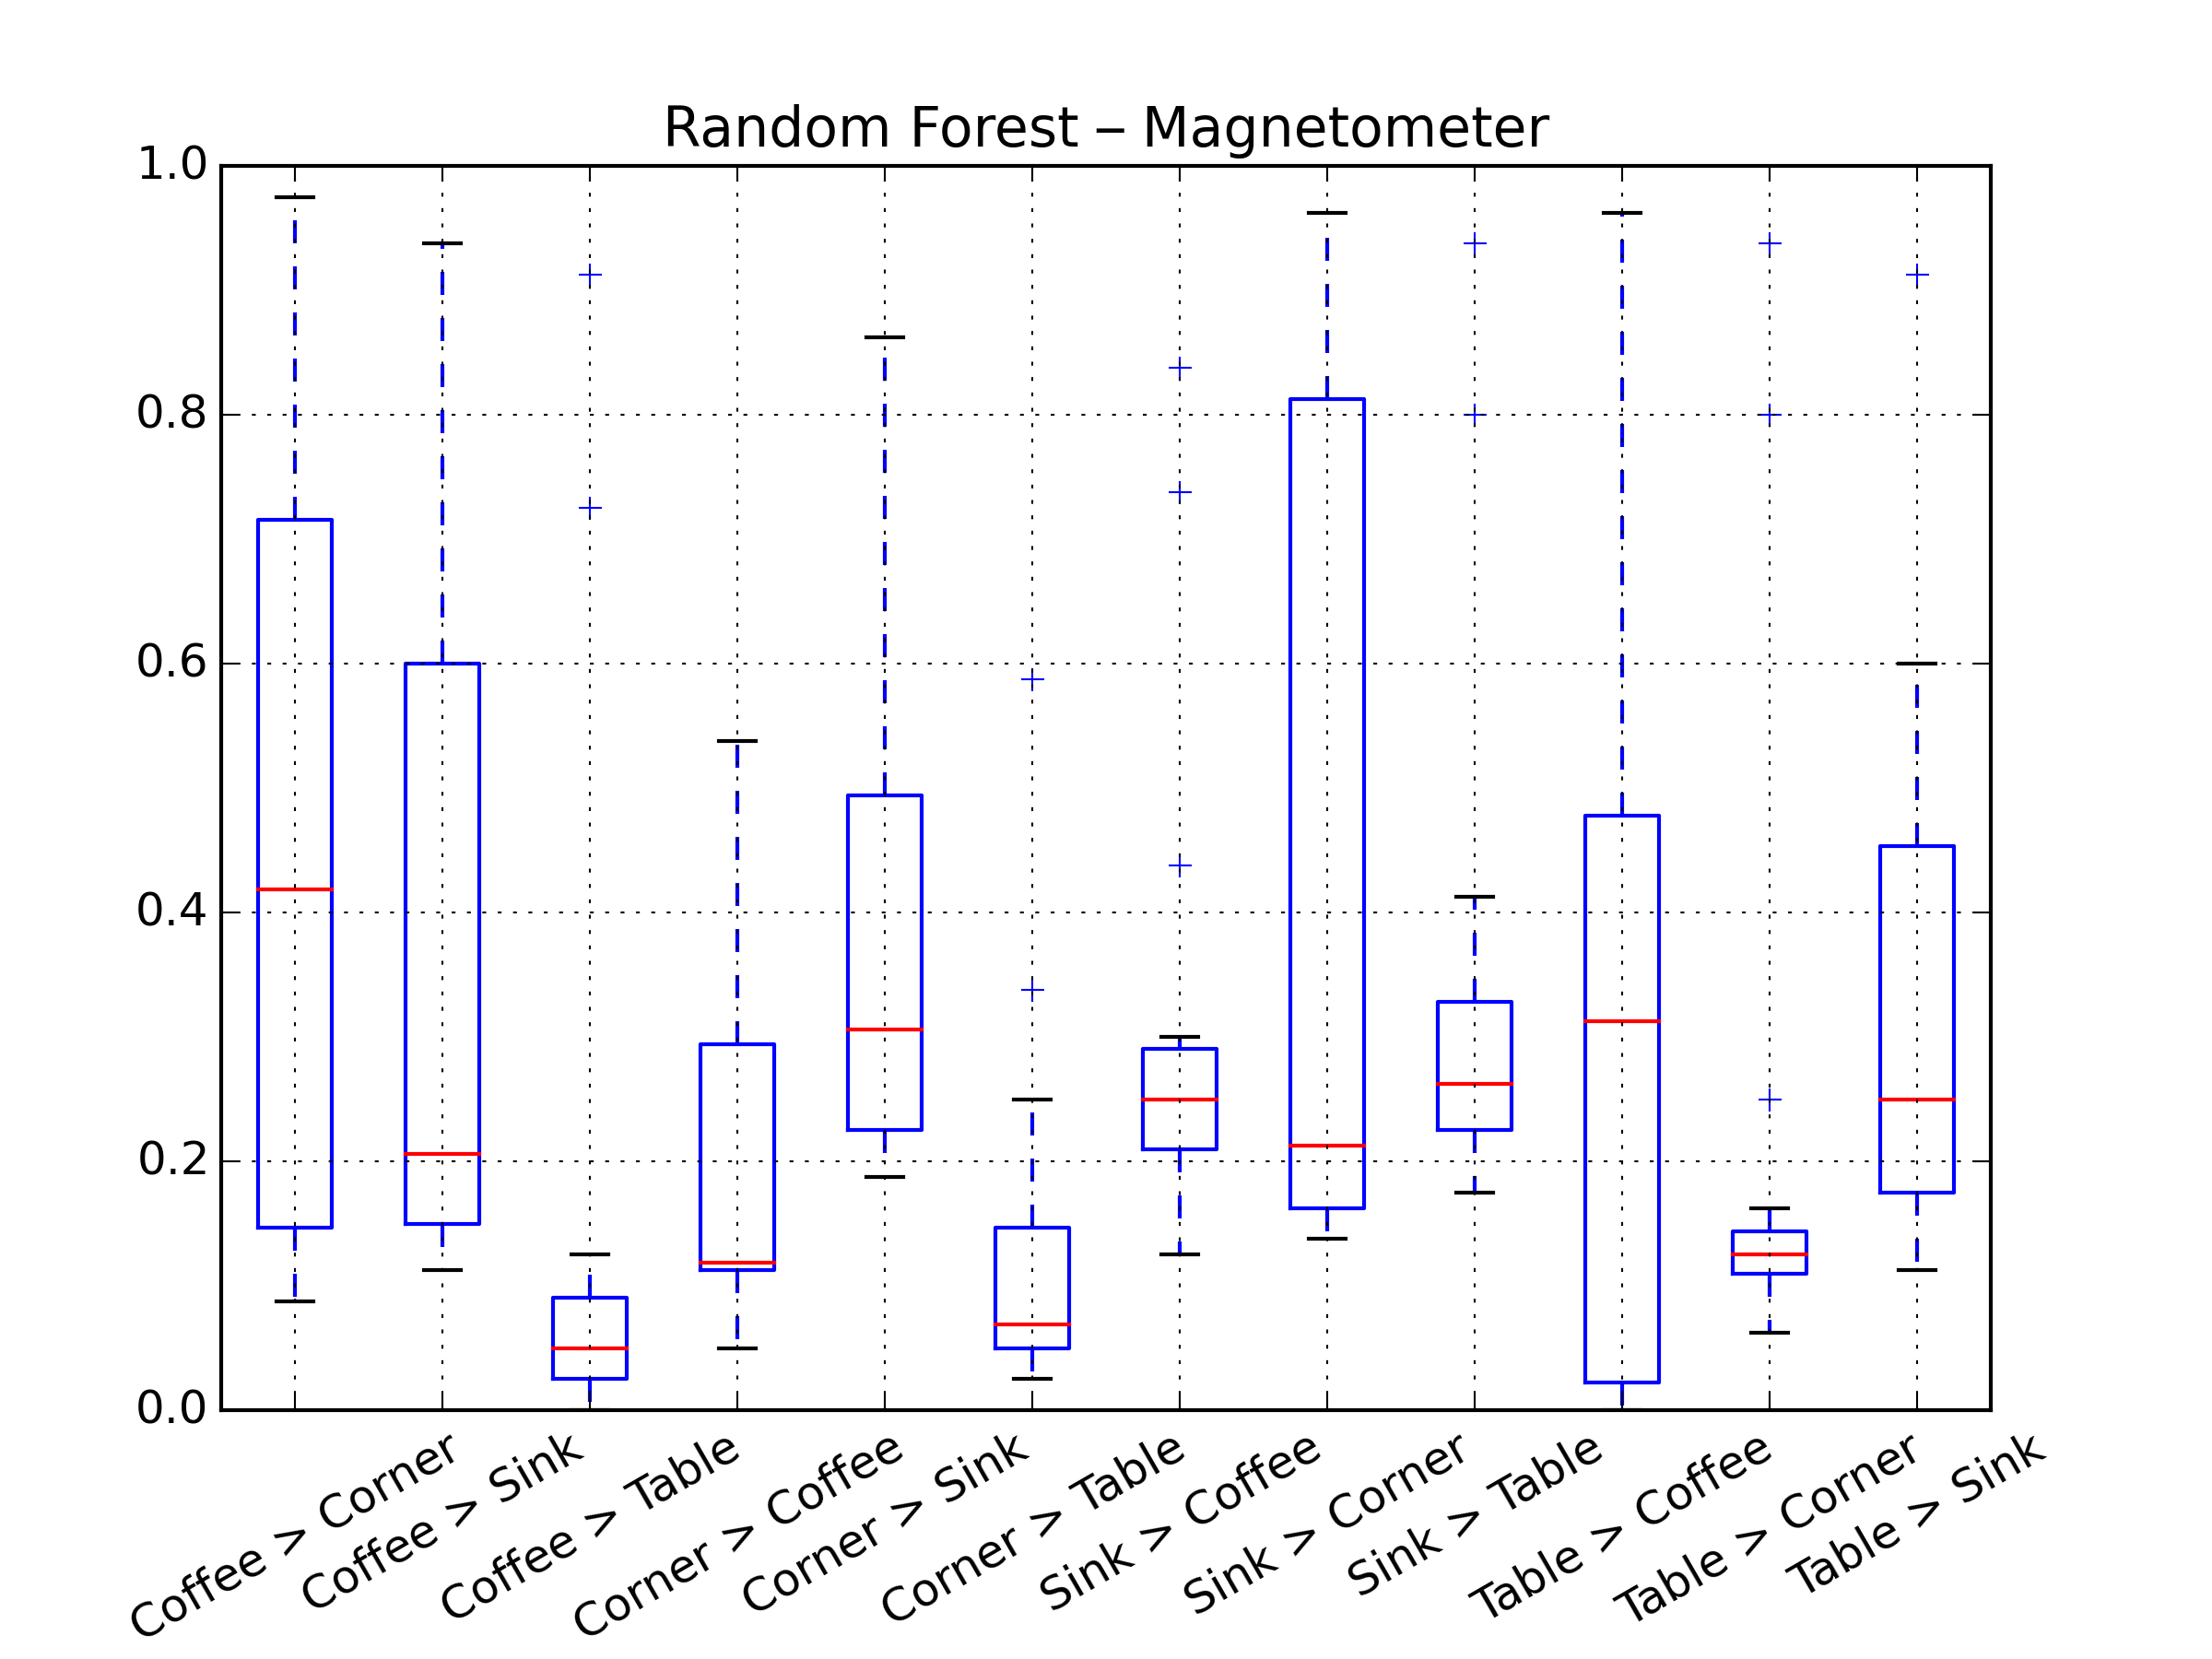 Random Forest – Magnetometer
1.0
0.8
0.6
0.4
0.2
0.0
Coffee > Corner
Coffee > Sink
Coffee > Table
Corner > Coffee
Corner > Sink
Corner > Table
Sink > Coffee
Sink > Corner
Sink > Table
Table > Coffee
Table > Corner
Table > Sink